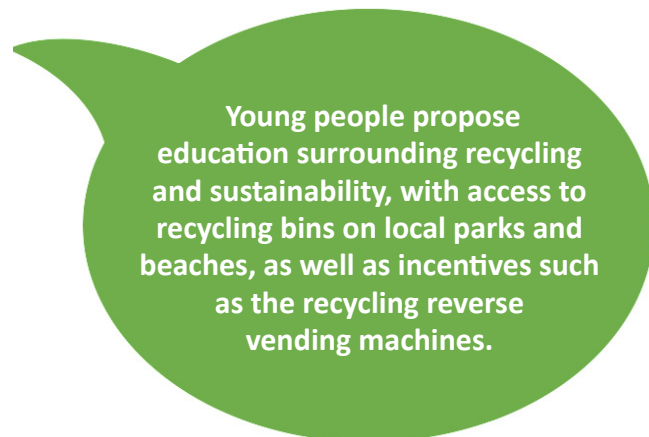 Young people propose
education surrounding recycling
and sustainability, with access to
recycling bins on local parks and
beaches, as well as incentives such
as the recycling reverse
vending machines.